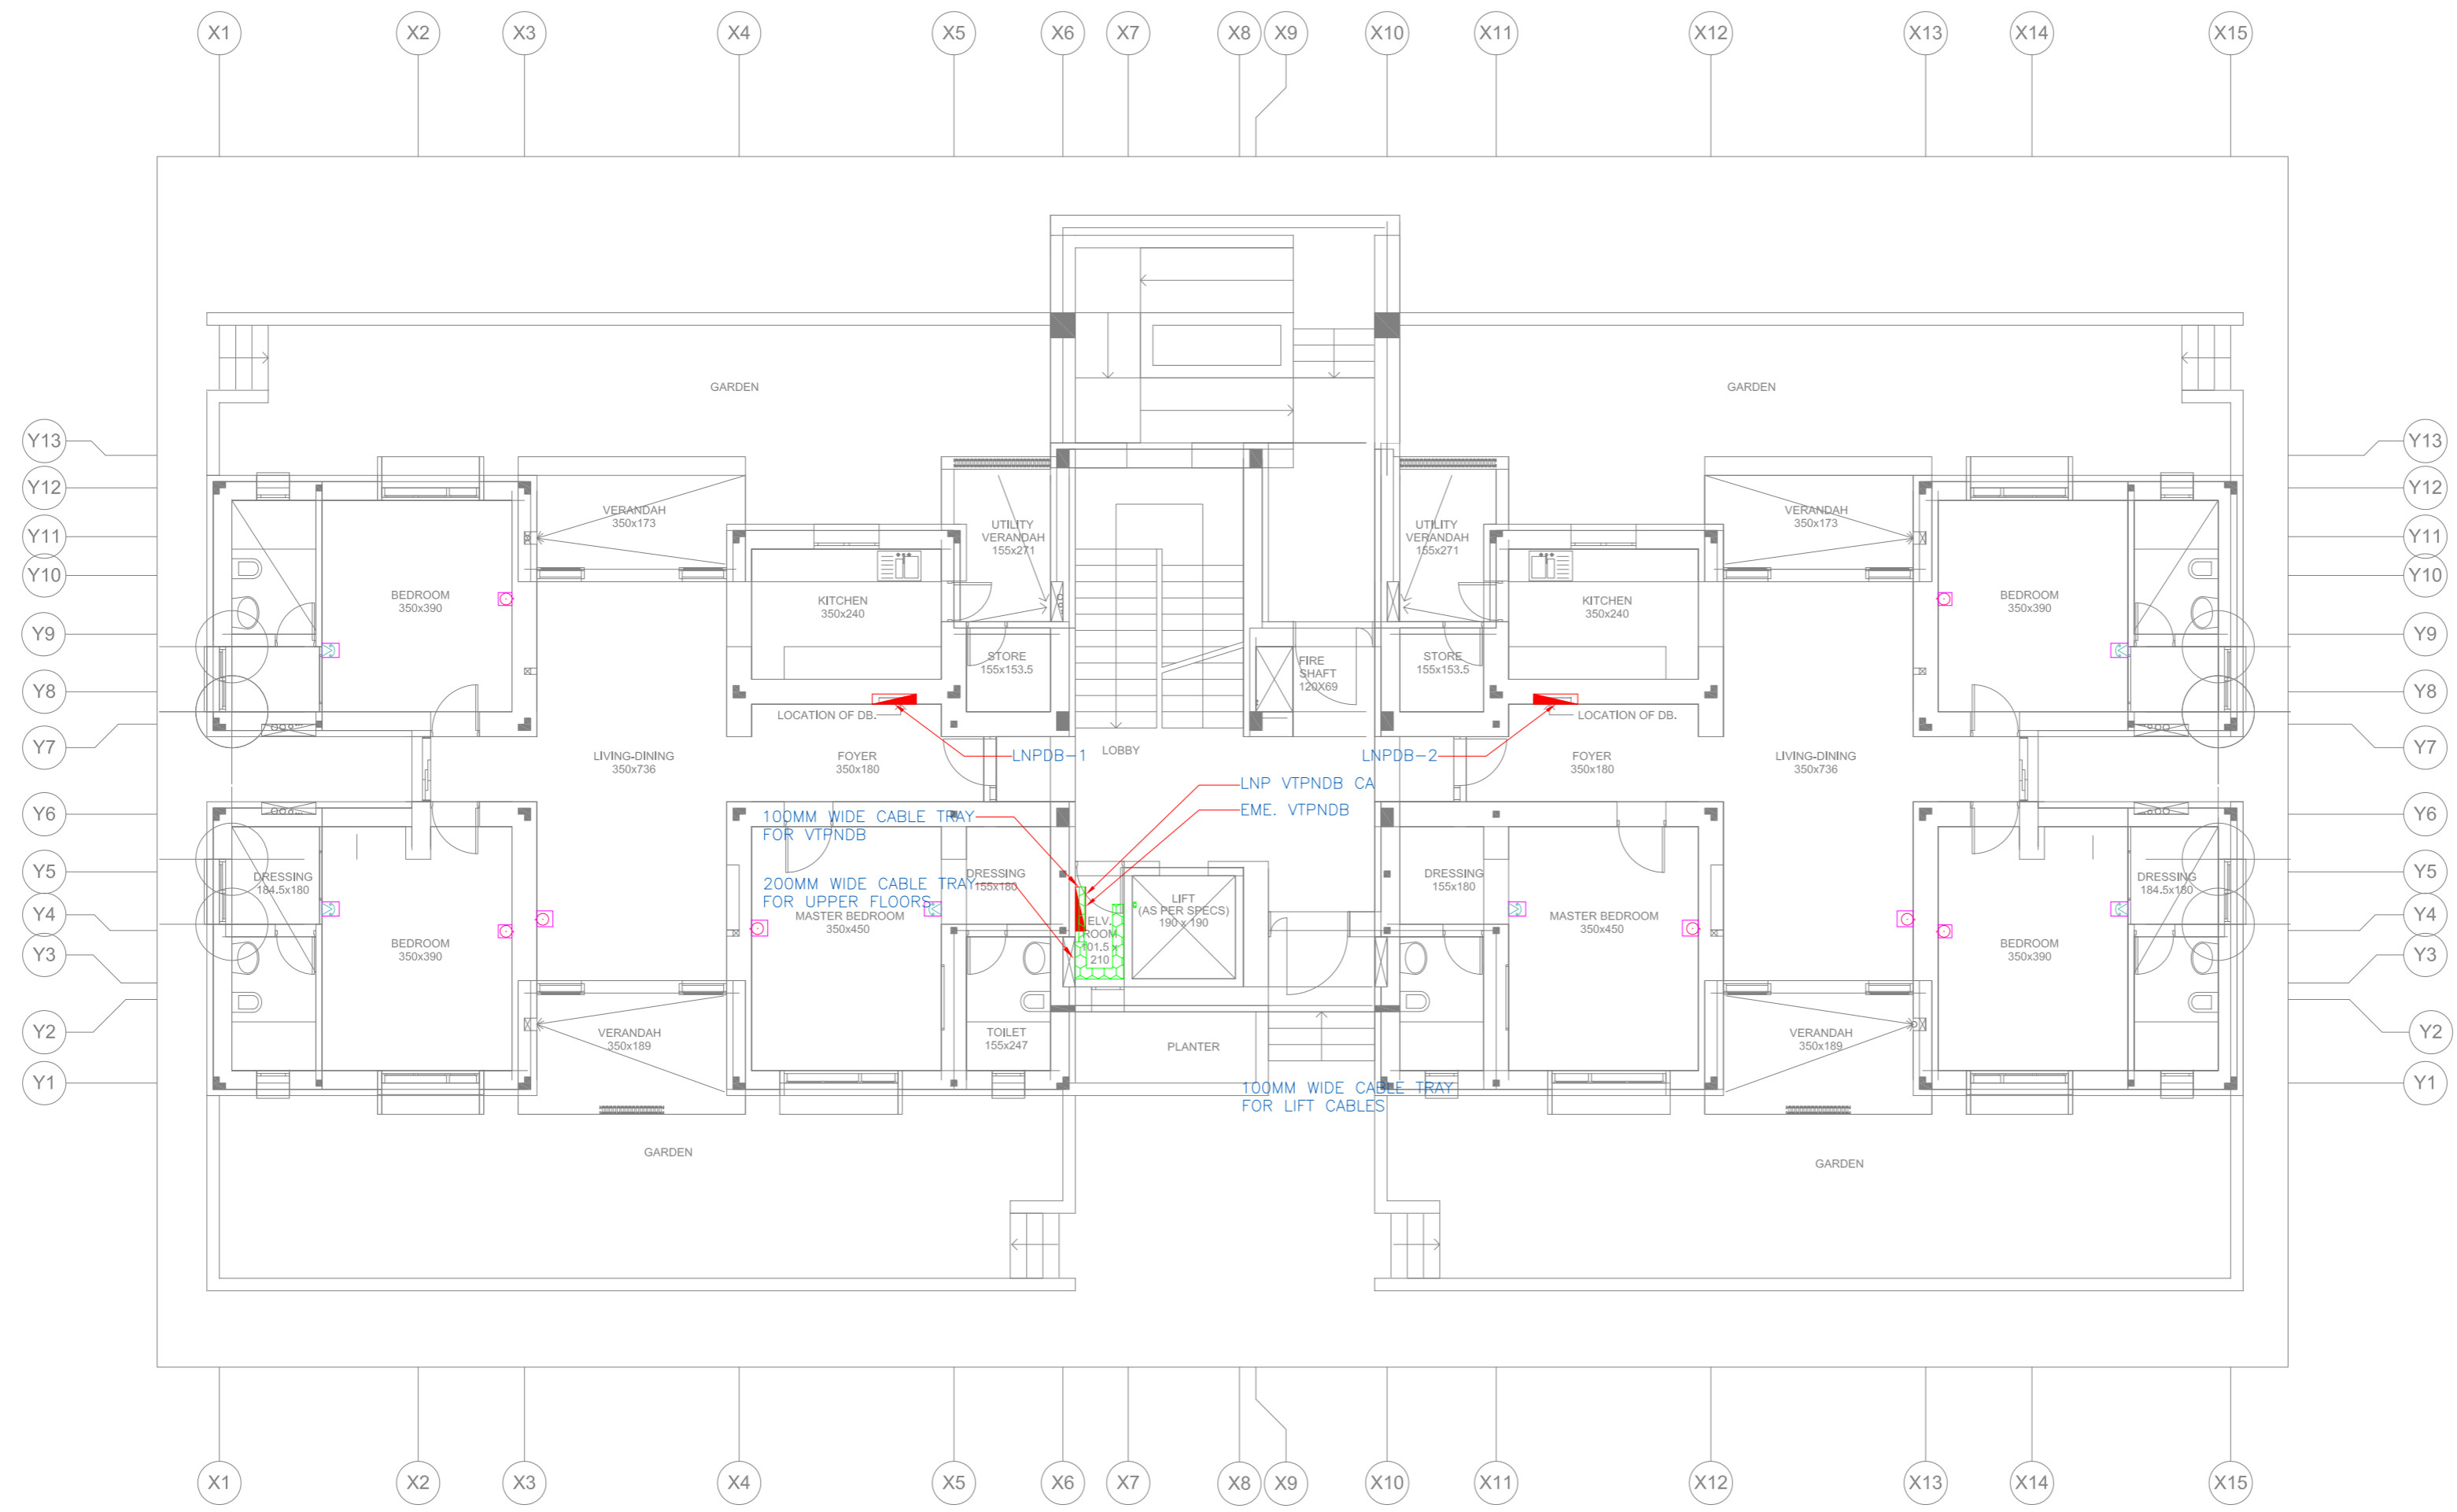 X1 X2 X3 X4 X5 X6 X7 X8 X9 X10 X11 X12 X13 X14 X15
GARDEN
GARDEN
Y13
Y13
Y12
Y12
VERANDAH
350x173
UTILITY
VERANDAH
155x271
UTILITY
VERANDAH
155x271
VERANDAH
350x173
Y11
Y11
Y10
Y10
BEDROOM
350x390
KITCHEN
350x240
KITCHEN
350x240
BEDROOM
350x390
Y9
Y9
STORE
155x153.5
FIRE
SHAFT
120X69
STORE
155x153.5
Y8
Y8
LOCATION OF DB.
LOCATION OF DB.
Y7
Y7
LIVING-DINING
350x736
FOYER
350x180
LNPDB-1
LOBBY
LNPDB-2
FOYER
350x180
LIVING-DINING
350x736
LNP VTPNDB CA
EME. VTPNDB
Y6
Y6
100MM WIDE CABLE TRAY
FOR VTPNDB
Y5
Y5
DRESSING
184.5x180
200MM WIDE CABLE TRAY
FOR UPPER FLOORS
DRESSING
155x180
LIFT
(AS PER SPECS)
190 x 190
DRESSING
155x180
DRESSING
184.5x180
Y4
Y4
MASTER BEDROOM
350x450
ELV.
ROOM
101.5 x
210
MASTER BEDROOM
350x450
Y3
Y3
BEDROOM
350x390
BEDROOM
350x390
Y2
Y2
VERANDAH
350x189
TOILET
155x247
PLANTER
VERANDAH
350x189
Y1
Y1
100MM WIDE CABLE TRAY
FOR LIFT CABLES
GARDEN
GARDEN
X1 X2 X3 X4 X5 X6 X7 X8 X9 X10 X11 X12 X13 X14 X15